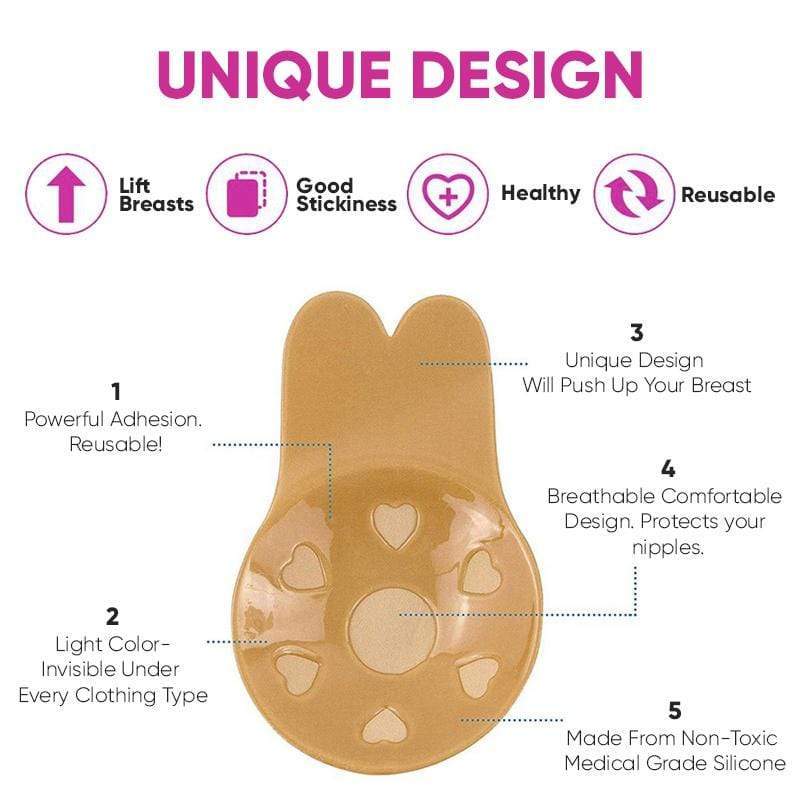 UNIQUE DESIGN
Lift
Breasts
Good
Stickiness
Healthy
Reusable
1
Powerful Adhesion.
Reusable!
2
Light Color-
Invisible Under
Every Clothing Type
3
Unique Design
Will Push Up Your Breast
4
Breathable Comfortable
Design. Protects your
nipples.
5
Made From Non-Toxic
Medical Grade Silicone